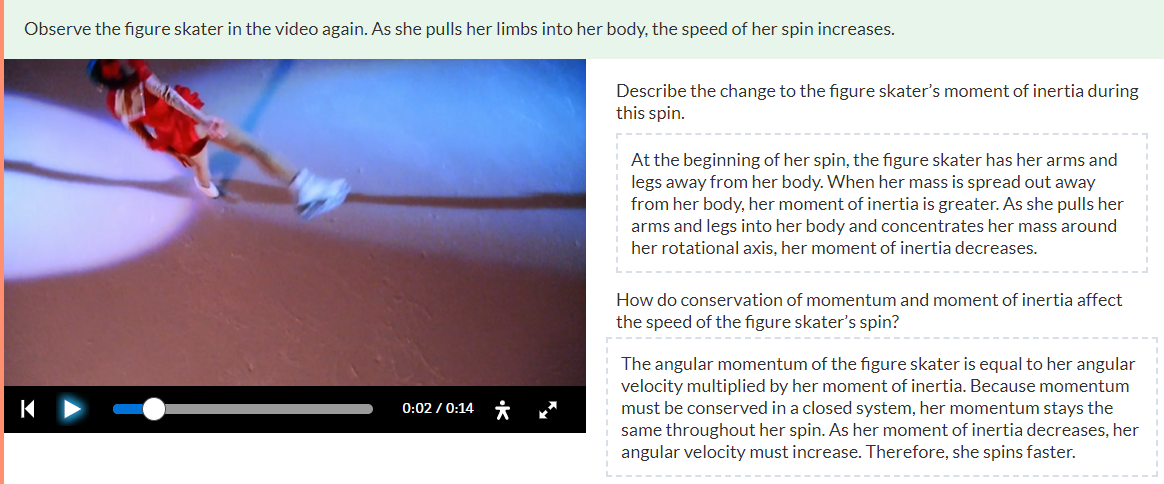 Observe the figure skater in the video again. As she pulls her limbs into her body, the speed of her spin increases.
Describe the change to the figure skater's moment of inertia during
this spin.
At the beginning of her spin, the figure skater has her arms and
legs away from her body. When her mass is spread out away
from her body, her moment of inertia is greater. As she pulls her
arms and legs into her body and concentrates her mass around
her rotational axis, her moment of inertia decreases.
How do conservation of momentum and moment of inertia affect
the speed of the figure skater's spin?
The angular momentum of the figure skater is equal to her angular
velocity multiplied by her moment of inertia. Because momentum
must be conserved in a closed system, her momentum stays the
same throughout her spin. As her moment of inertia decreases, her
angular velocity must increase. Therefore, she spins faster.
0:02 / 0:14